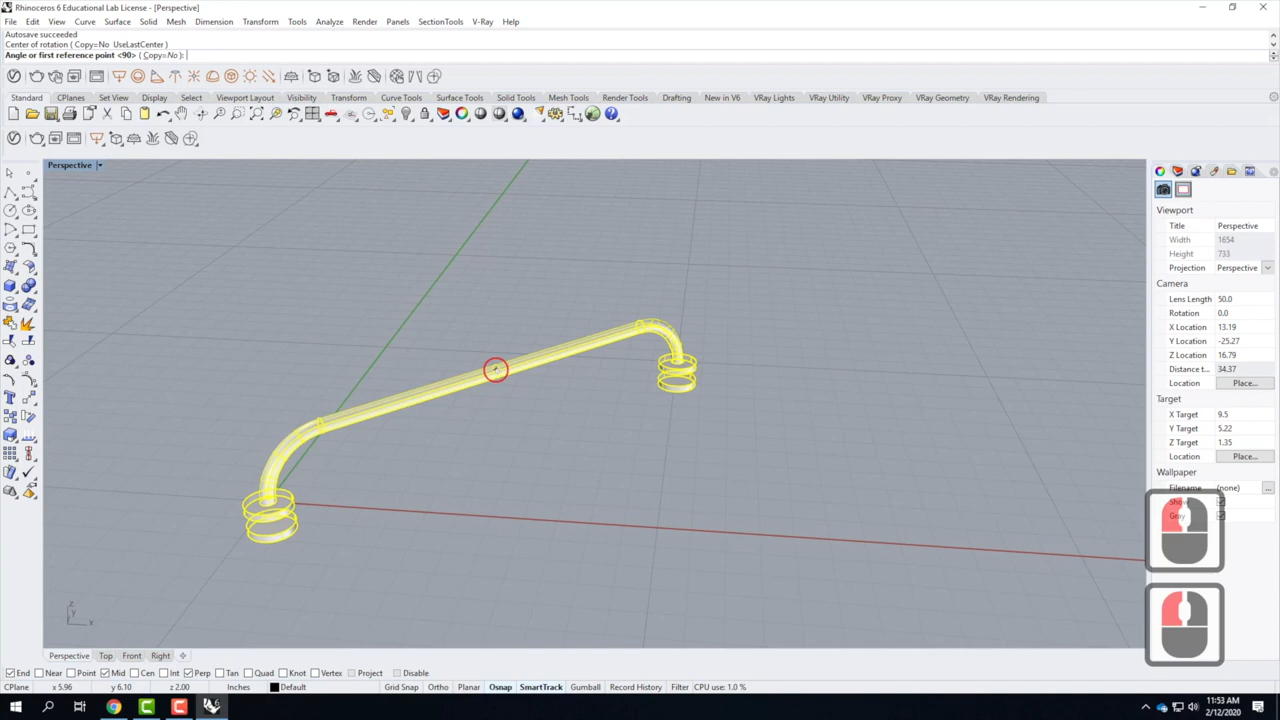 Rhinoceros 6 Educational Lab License - [Perspective]
File Edit View Curve Surface Solid Mesh Dimension Transform Tools Analyze Render Panels SectionTools V-Ray Help
Autosave succeeded
Center of rotation ( Copy=No UseLastCenter )
Angle or first reference point <90> ( Copy=No ):
Standard CPlanes Set View Display Select Viewport Layout Visibility Transform Curve Tools Surface Tools Solid Tools Mesh Tools Render Tools Drafting New in V6 VRay Lights VRay Utility VRay Proxy VRay Geometry VRay Rendering
Perspective
Viewport
Title Perspective
Width 1654
Height 733
Projection Perspective
Camera
Lens Length 50.0
Rotation 0.0
X Location 13.19
Y Location -25.27
Z Location 16.79
Distance t... 34.37
Location Place...
Target
X Target 9.5
Y Target 5.22
Z Target 1.35
Location Place...
Wallpaper
Filename (none) ...
Show
Gray
z
y
x
Perspective Top Front Right
End Near Point Mid Cen Int Perp Tan Quad Knot Vertex Project Disable
CPlane x 5.96 y 6.10 z 2.00 Inches Default Grid Snap Ortho Planar Osnap SmartTrack Gumball Record History Filter CPU use: 1.0 %
11:53 AM
2/12/2020